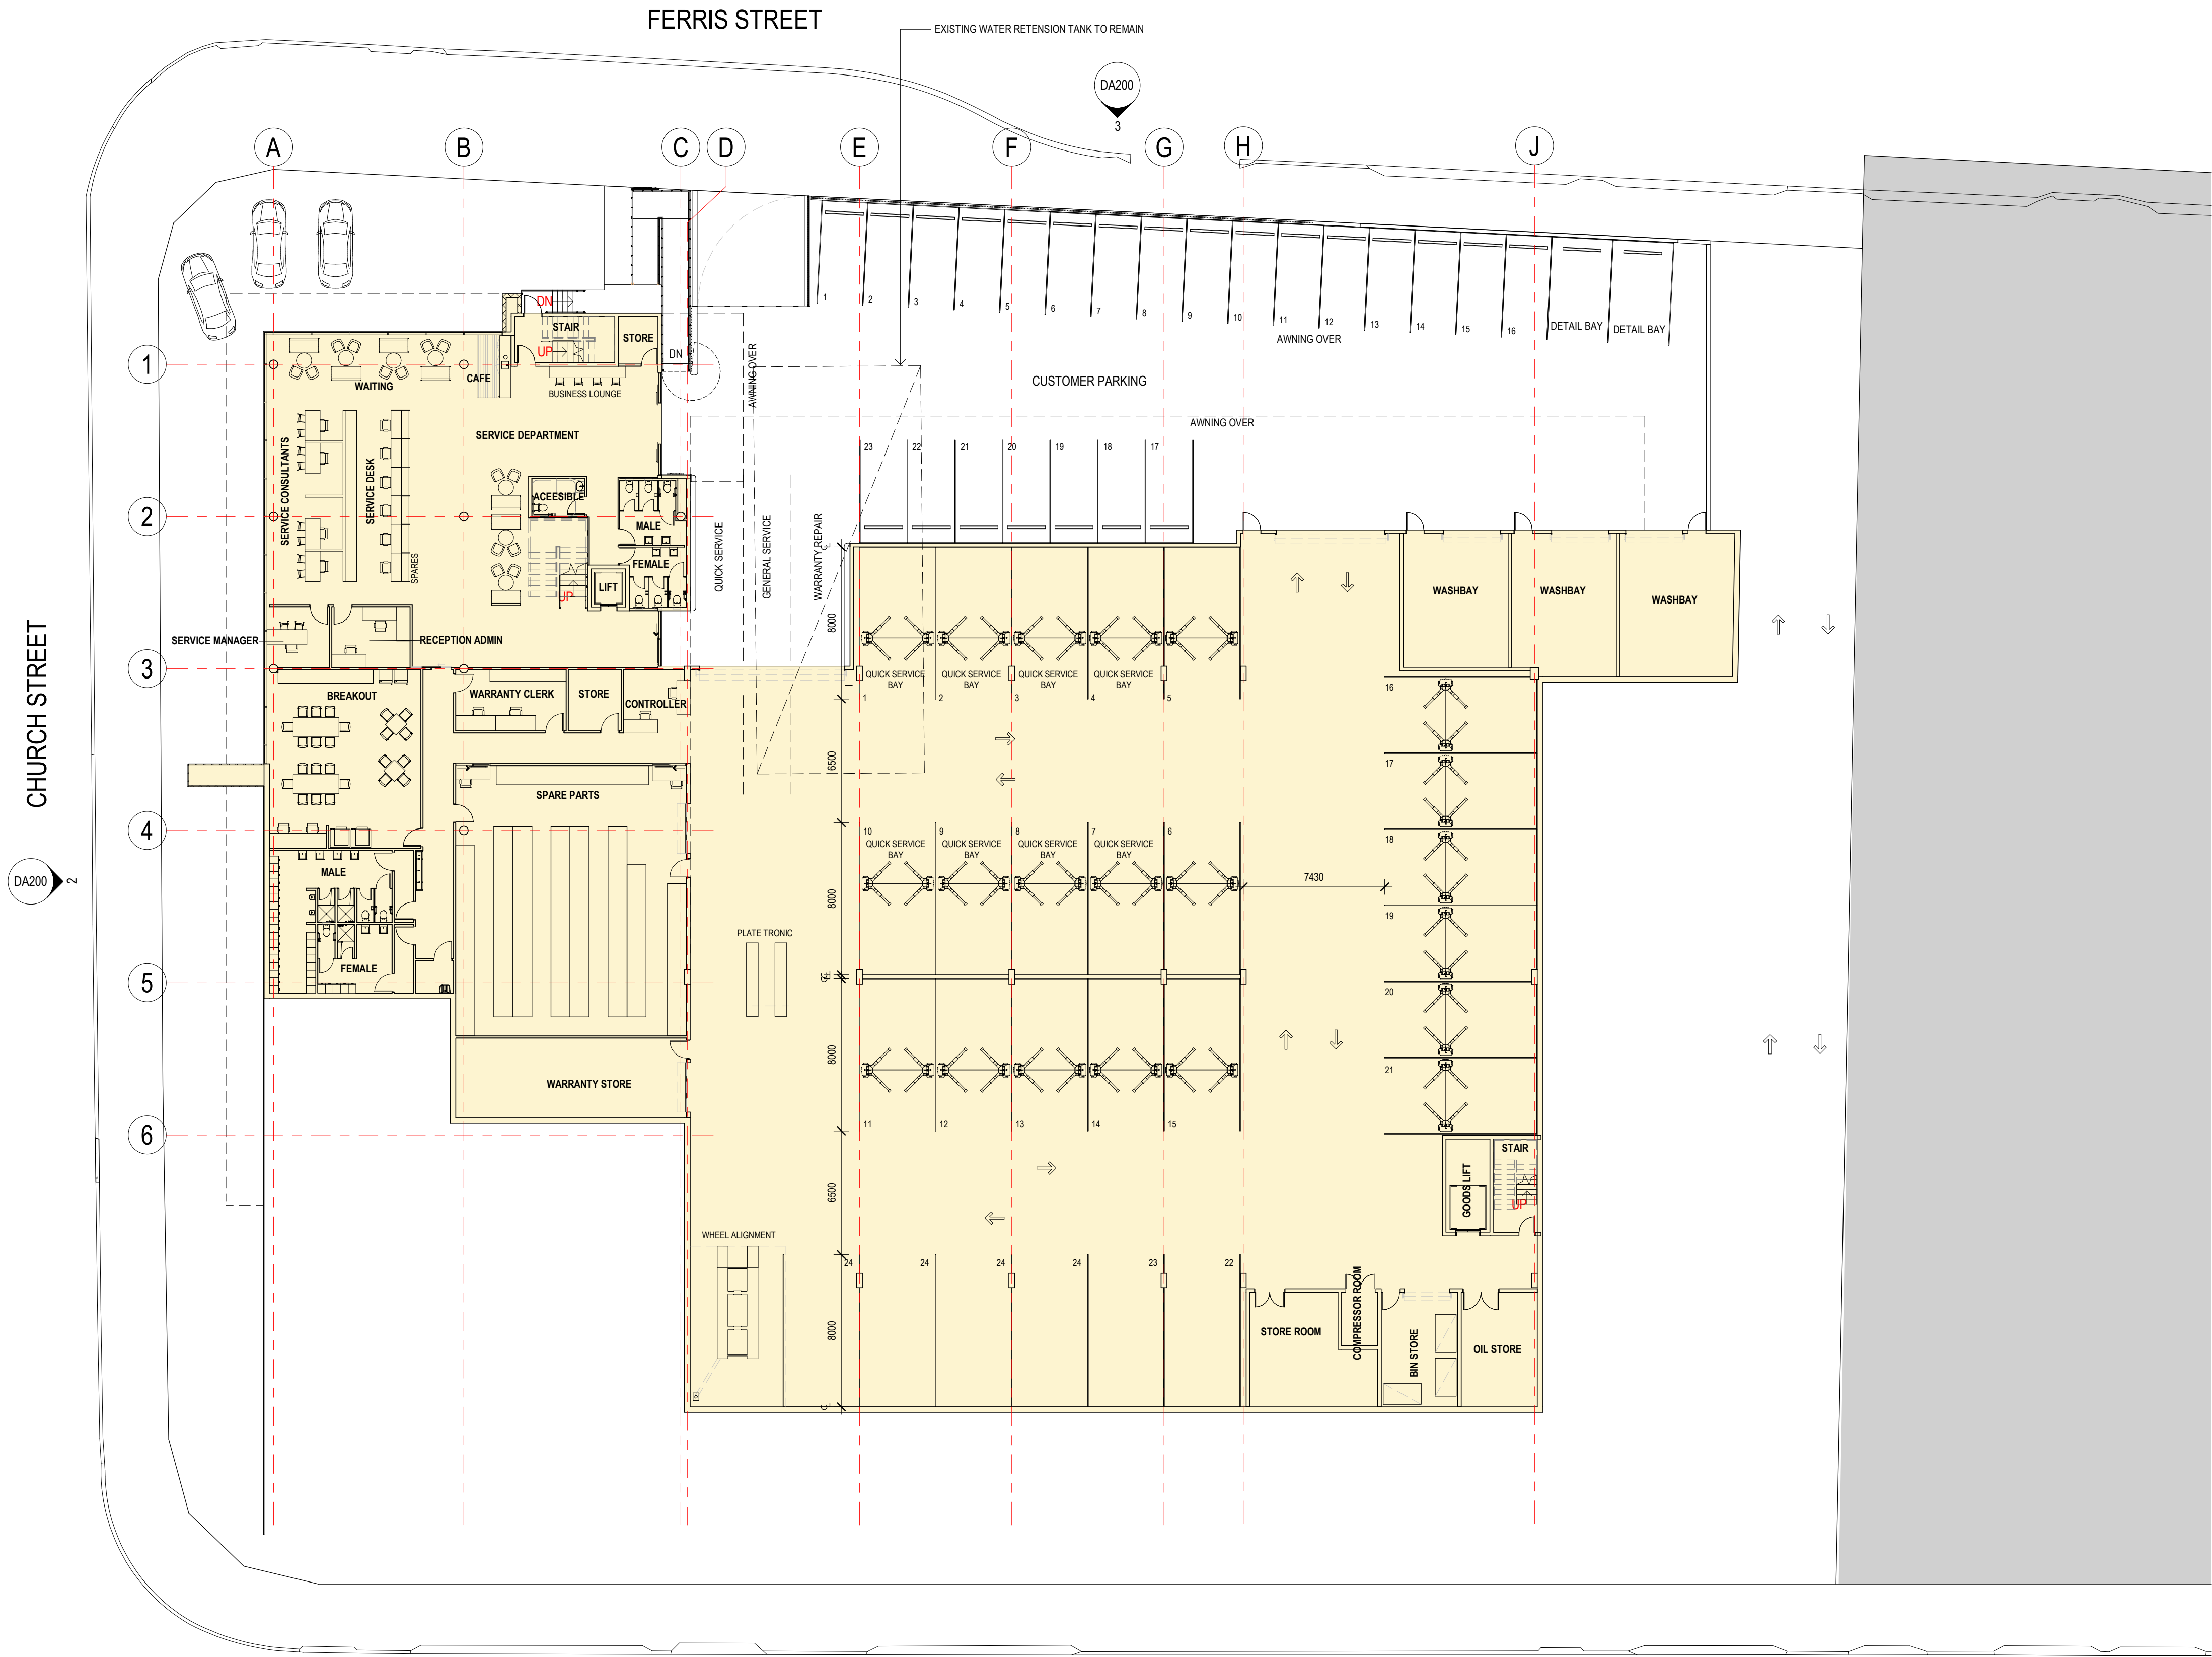 FERRIS STREET
EXISTING WATER RETENSION TANK TO REMAIN
DA200
3
A
B
C
D
E
F
G
H
J
1
2
3
4
5
6
7
8
9
10
11
12
13
14
15
16
DETAIL BAY
DETAIL BAY
AWNING OVER
CUSTOMER PARKING
AWNING OVER
AWNING OVER
DN
STAIR
STORE
UP
DN
1
WAITING
CAFE
BUSINESS LOUNGE
SERVICE DEPARTMENT
SERVICE CONSULTANTS
SERVICE DESK
SPARES
23
22
21
20
19
18
17
ACEESIBLE
2
MALE
FEMALE
LIFT
UP
QUICK SERVICE
GENERAL SERVICE
WARRANTY REPAIR
WASHBAY
WASHBAY
WASHBAY
CHURCH STREET
SERVICE MANAGER
RECEPTION ADMIN
3
8000
QUICK SERVICE
BAY
QUICK SERVICE
BAY
QUICK SERVICE
BAY
QUICK SERVICE
BAY
1
2
3
4
5
16
BREAKOUT
WARRANTY CLERK
STORE
CONTROLLER
6500
17
SPARE PARTS
4
10
QUICK SERVICE
BAY
9
QUICK SERVICE
BAY
8
QUICK SERVICE
BAY
7
QUICK SERVICE
BAY
6
18
DA200
2
MALE
8000
7430
19
PLATE TRONIC
FEMALE
5
20
WARRANTY STORE
8000
21
6
11
12
13
14
15
STAIR
GOODS LIFT
UP
6500
WHEEL ALIGNMENT
24
24
24
24
23
22
8000
STORE ROOM
COMPRESSOR ROOM
BIN STORE
OIL STORE